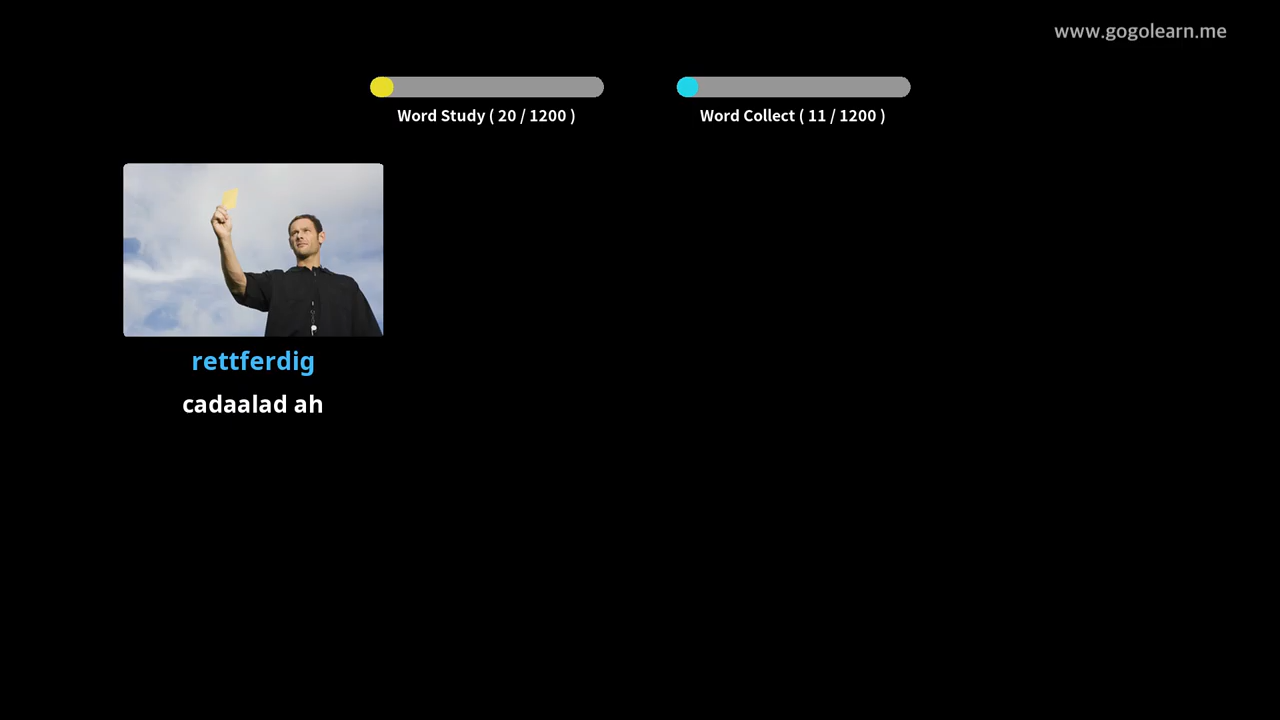 www.gogolearn.me
Word Study ( 20 / 1200 )
Word Collect ( 11 / 1200 )
rettferdig
cadaalad ah